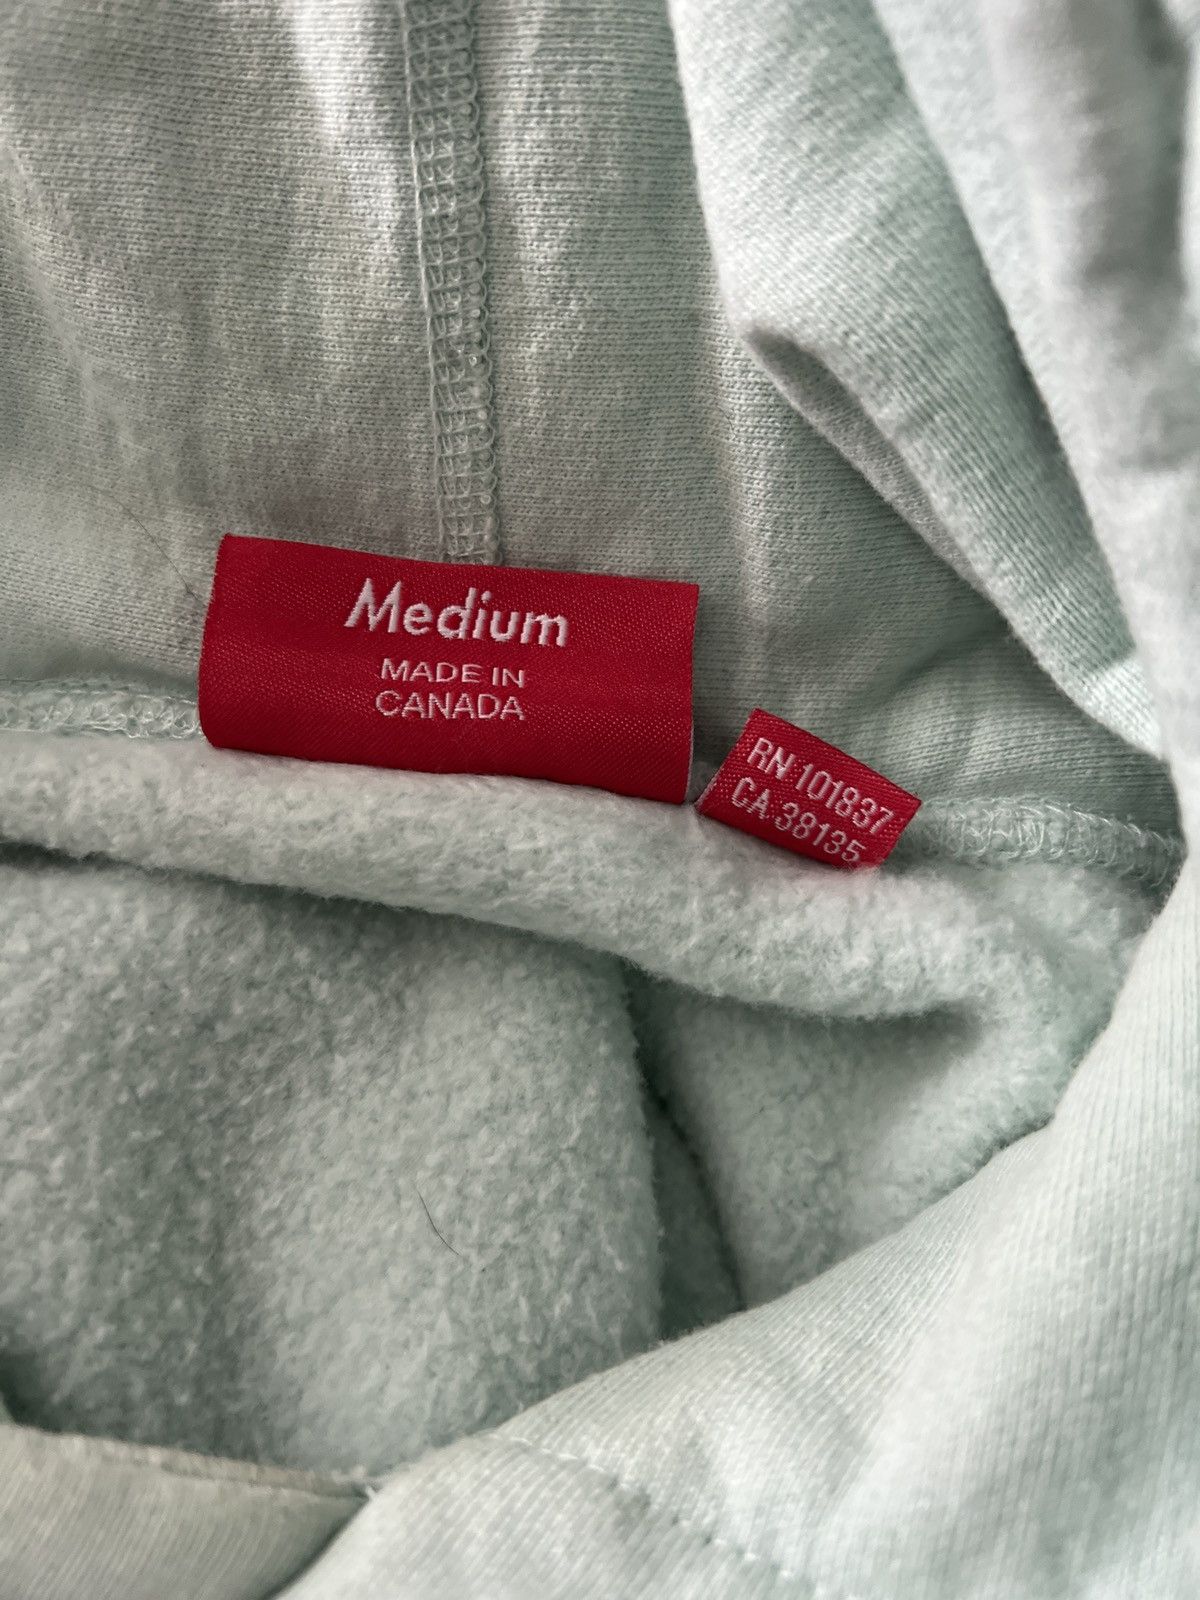 Medium
MADE IN
CANADA
RN 101837
CA 38135